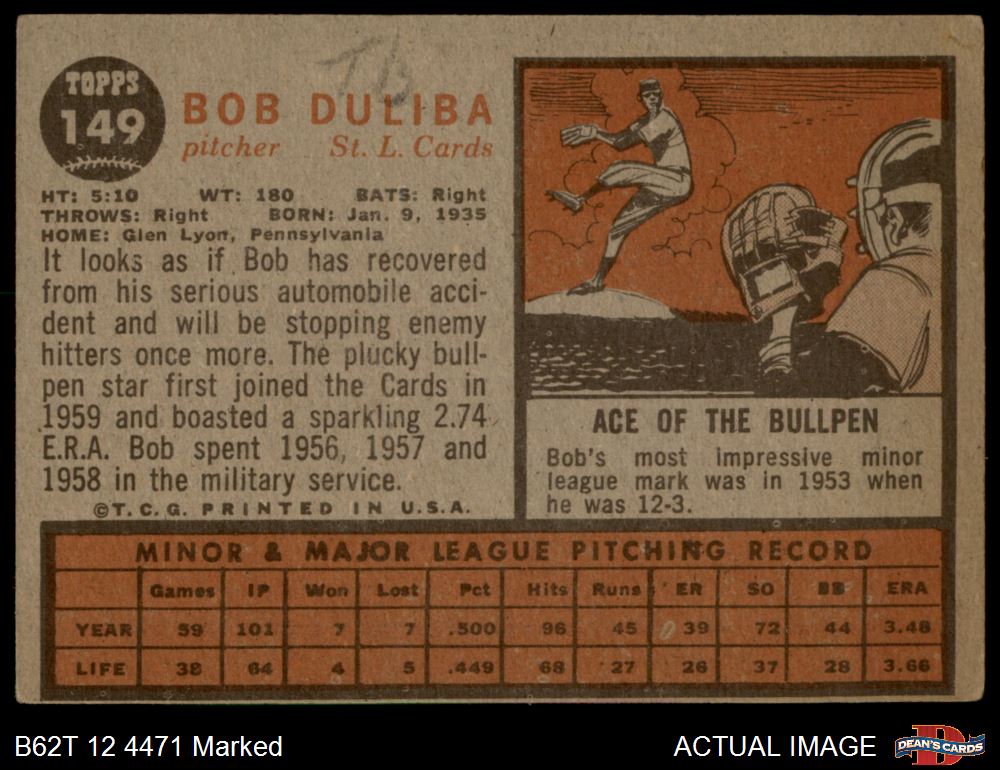 TB
TOPPS
149
BOB DULIBA
pitcher St. L. Cards
HT: 5:10 WT: 180 BATS: Right
THROWS: Right BORN: Jan. 9, 1935
HOME: Glen Lyon, Pennsylvania
It looks as if Bob has recovered
from his serious automobile acci-
dent and will be stopping enemy
hitters once more. The plucky bull-
pen star first joined the Cards in
1959 and boasted a sparkling 2.74
E.R.A. Bob spent 1956, 1957 and
1958 in the military service.
©T.C.G. PRINTED IN U.S.A.
ACE OF THE BULLPEN
Bob's most impressive minor
league mark was in 1953 when
he was 12-3.
MINOR & MAJOR LEAGUE PITCHING RECORD
Games IP Won Lost Pct Hits Runs ER SO BB ERA
YEAR 59 101 7 7 .500 96 45 39 72 44 3.48
LIFE 38 64 4 5 .449 68 27 26 37 28 3.66
B62T 12 4471 Marked
ACTUAL IMAGE
DEAN'S CARDS